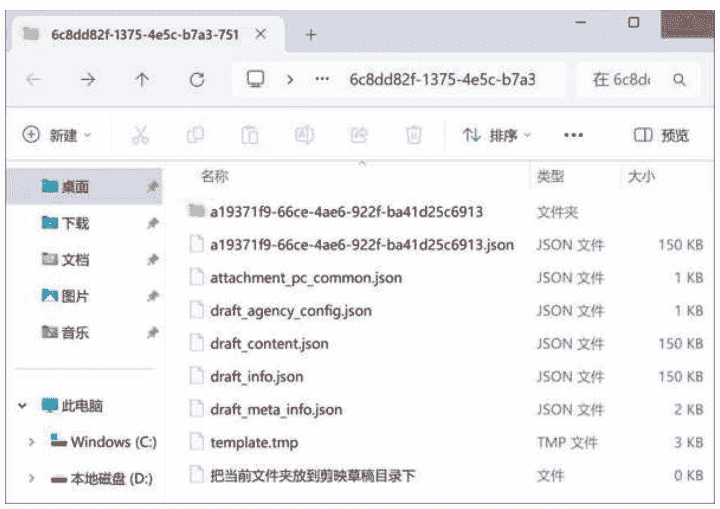 6c8dd82f-1375-4e5c-b7a3-751
6c8dd82f-1375-4e5c-b7a3
在 6c8d
新建
排序
预览
名称 类型 大小
桌面
下载
文档
图片
音乐
此电脑
Windows (C:)
本地磁盘 (D:)
a19371f9-66ce-4ae6-922f-ba41d25c6913 文件夹
a19371f9-66ce-4ae6-922f-ba41d25c6913.json JSON 文件 150 KB
attachment_pc_common.json JSON 文件 1 KB
draft_agency_config.json JSON 文件 1 KB
draft_content.json JSON 文件 150 KB
draft_info.json JSON 文件 150 KB
draft_meta_info.json JSON 文件 2 KB
template.tmp TMP 文件 3 KB
把当前文件夹放到剪映草稿目录下 文件 0 KB